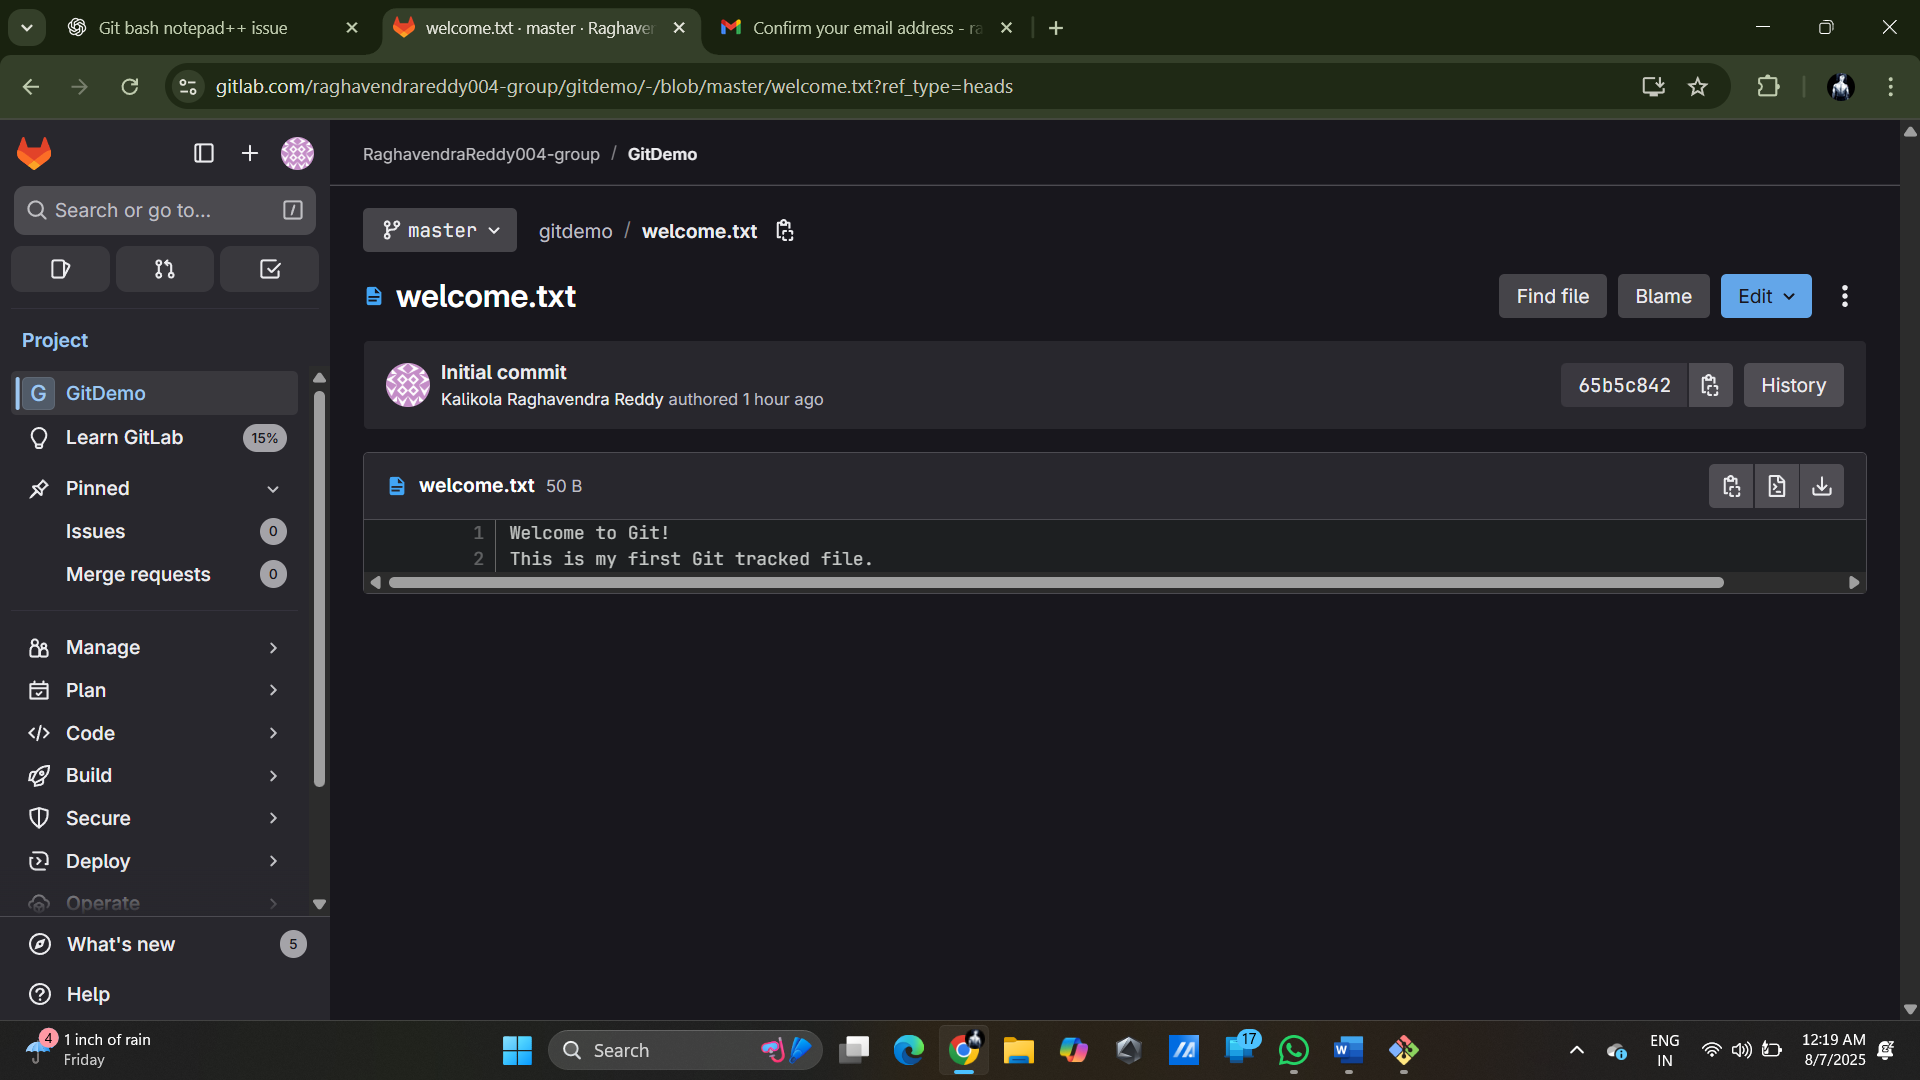 Git bash notepad++ issue
welcome.txt · master · Raghaven
Confirm your email address - ra
gitlab.com/raghavendrareddy004-group/gitdemo/-/blob/master/welcome.txt?ref_type=heads
RaghavendraReddy004-group / GitDemo
Search or go to... /
master
gitdemo / welcome.txt
welcome.txt
Find file
Blame
Edit
Project
Initial commit
Kalikola Raghavendra Reddy authored 1 hour ago
65b5c842
History
G GitDemo
Learn GitLab 15%
Pinned
Issues 0
Merge requests 0
welcome.txt 50 B
1 Welcome to Git!
2 This is my first Git tracked file.
Manage
Plan
Code
Build
Secure
Deploy
Operate
What's new 5
Help
4
1 inch of rain
Friday
Search
17
ENG
IN
12:19 AM
8/7/2025